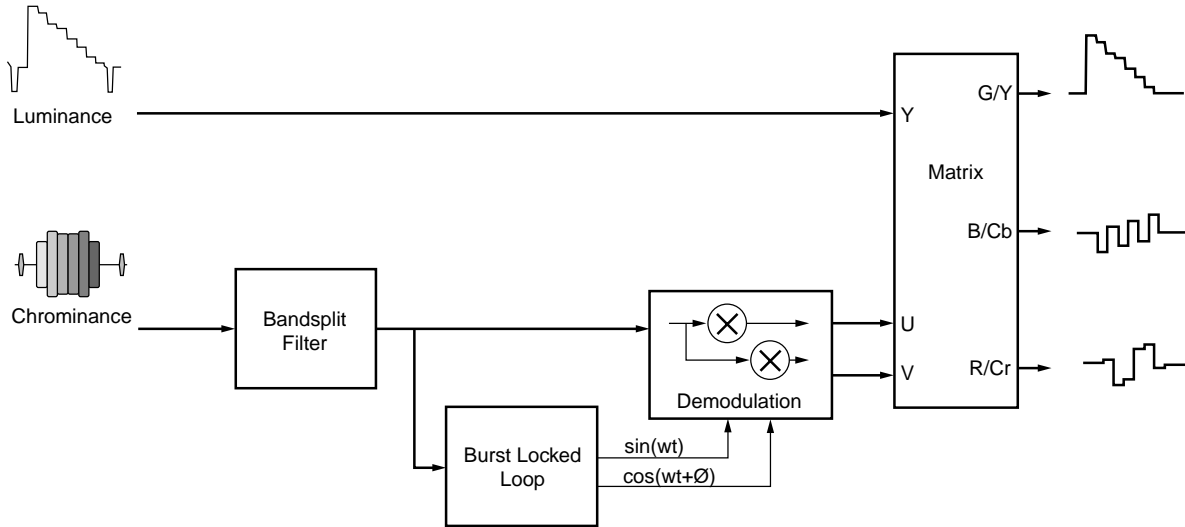 Luminance
Chrominance
Bandsplit
Filter
Burst Locked
Loop
sin(wt)
cos(wt+Ø)
Demodulation
Y
U
V
Matrix
G/Y
B/Cb
R/Cr